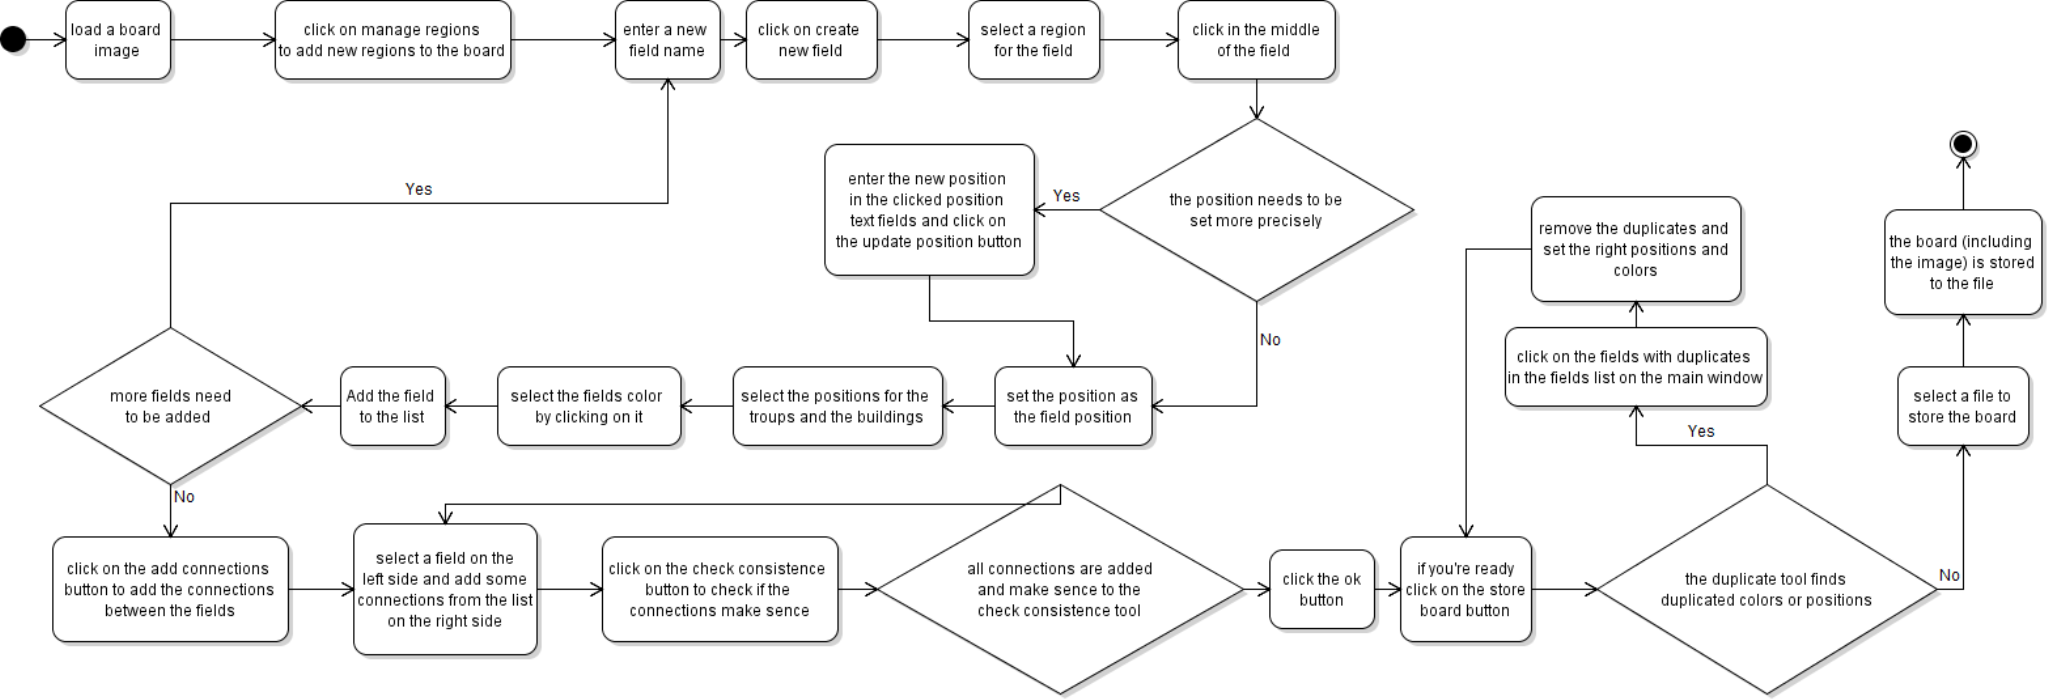 load a board
image
click on manage regions
to add new regions to the board
enter a new
field name
click on create
new field
select a region
for the field
click in the middle
of the field
the position needs to be
set more precisely
Yes
enter the new position
in the clicked position
text fields and click on
the update position button
No
set the position as
the field position
select the positions for the
troups and the buildings
select the fields color
by clicking on it
Add the field
to the list
more fields need
to be added
Yes
No
click on the add connections
button to add the connections
between the fields
select a field on the
left side and add some
connections from the list
on the right side
click on the check consistence
button to check if the
connections make sence
all connections are added
and make sence to the
check consistence tool
click the ok
button
if you're ready
click on the store
board button
the duplicate tool finds
duplicated colors or positions
Yes
click on the fields with duplicates
in the fields list on the main window
remove the duplicates and
set the right positions and
colors
No
select a file to
store the board
the board (including
the image) is stored
to the file